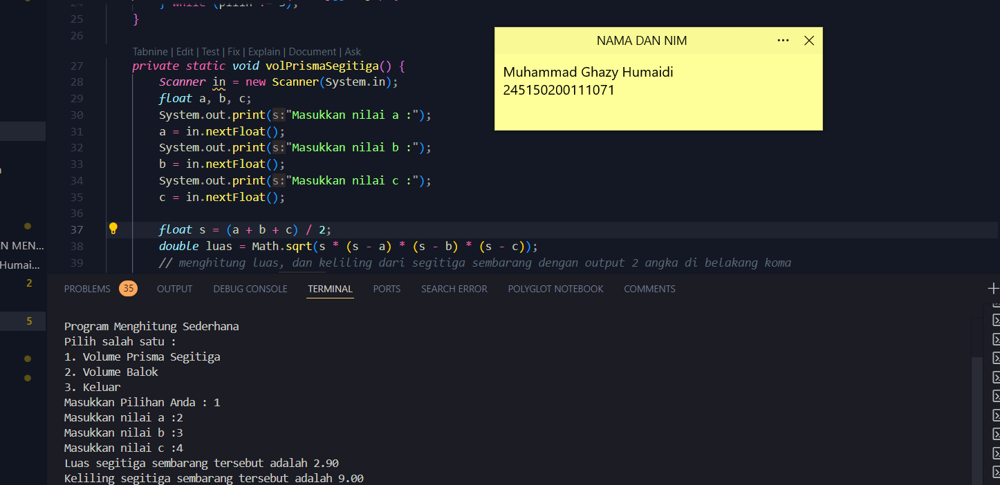 24 } while (pilih != 3);
25 }
26
Tabnine | Edit | Test | Fix | Explain | Document | Ask
27 private static void volPrismaSegitiga() {
28 Scanner in = new Scanner(System.in);
29 float a, b, c;
30 System.out.print(s:"Masukkan nilai a :");
31 a = in.nextFloat();
32 System.out.print(s:"Masukkan nilai b :");
33 b = in.nextFloat();
34 System.out.print(s:"Masukkan nilai c :");
35 c = in.nextFloat();
36
37 float s = (a + b + c) / 2;
38 double luas = Math.sqrt(s * (s - a) * (s - b) * (s - c));
39 // menghitung luas, dan keliling dari segitiga sembarang dengan output 2 angka di belakang koma
NAMA DAN NIM
Muhammad Ghazy Humaidi
245150200111071
N MEN...
Humai...
2
5
PROBLEMS 35 OUTPUT DEBUG CONSOLE TERMINAL PORTS SEARCH ERROR POLYGLOT NOTEBOOK COMMENTS
Program Menghitung Sederhana
Pilih salah satu :
1. Volume Prisma Segitiga
2. Volume Balok
3. Keluar
Masukkan Pilihan Anda : 1
Masukkan nilai a :2
Masukkan nilai b :3
Masukkan nilai c :4
Luas segitiga sembarang tersebut adalah 2.90
Keliling segitiga sembarang tersebut adalah 9.00